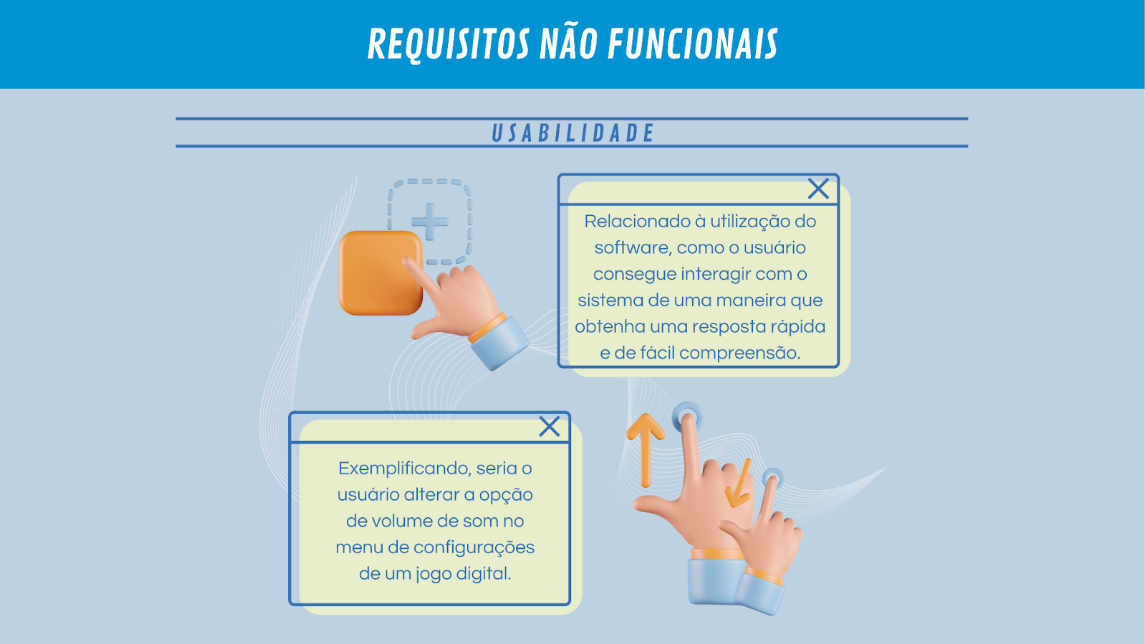 REQUISITOS NÃO FUNCIONAIS
USABILIDADE
Relacionado à utilização do
software, como o usuário
consegue interagir com o
sistema de uma maneira que
obtenha uma resposta rápida
e de fácil compreensão.
Exemplificando, seria o
usuário alterar a opção
de volume de som no
menu de configurações
de um jogo digital.